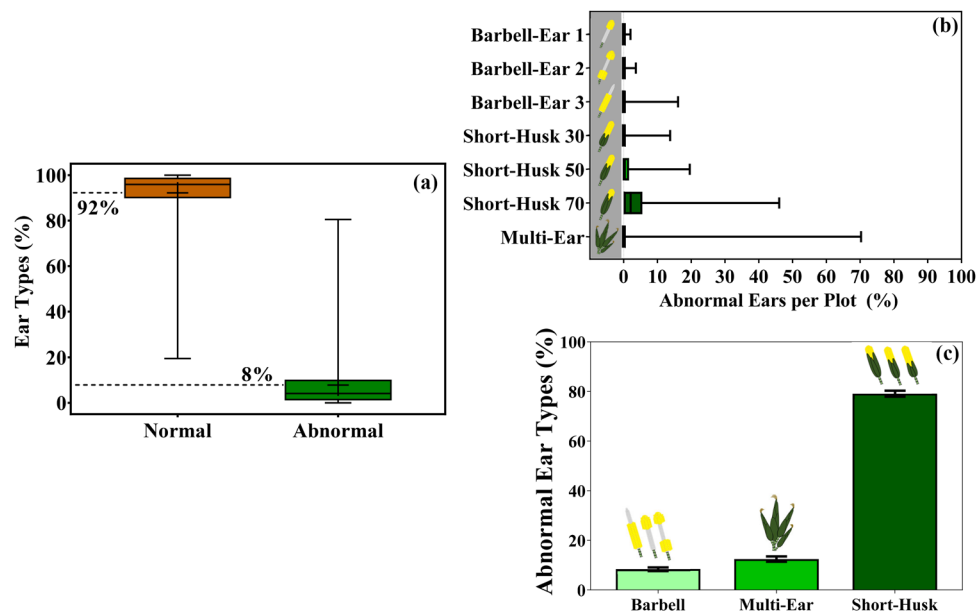 (a)
Ear Types (%)
100
80
60
40
20
0
92%
8%
Normal Abnormal
(b)
Barbell-Ear 1
Barbell-Ear 2
Barbell-Ear 3
Short-Husk 30
Short-Husk 50
Short-Husk 70
Multi-Ear
0 10 20 30 40 50 60 70 80 90 100
Abnormal Ears per Plot (%)
(c)
Abnormal Ear Types (%)
100
80
60
40
20
0
Barbell Multi-Ear Short-Husk